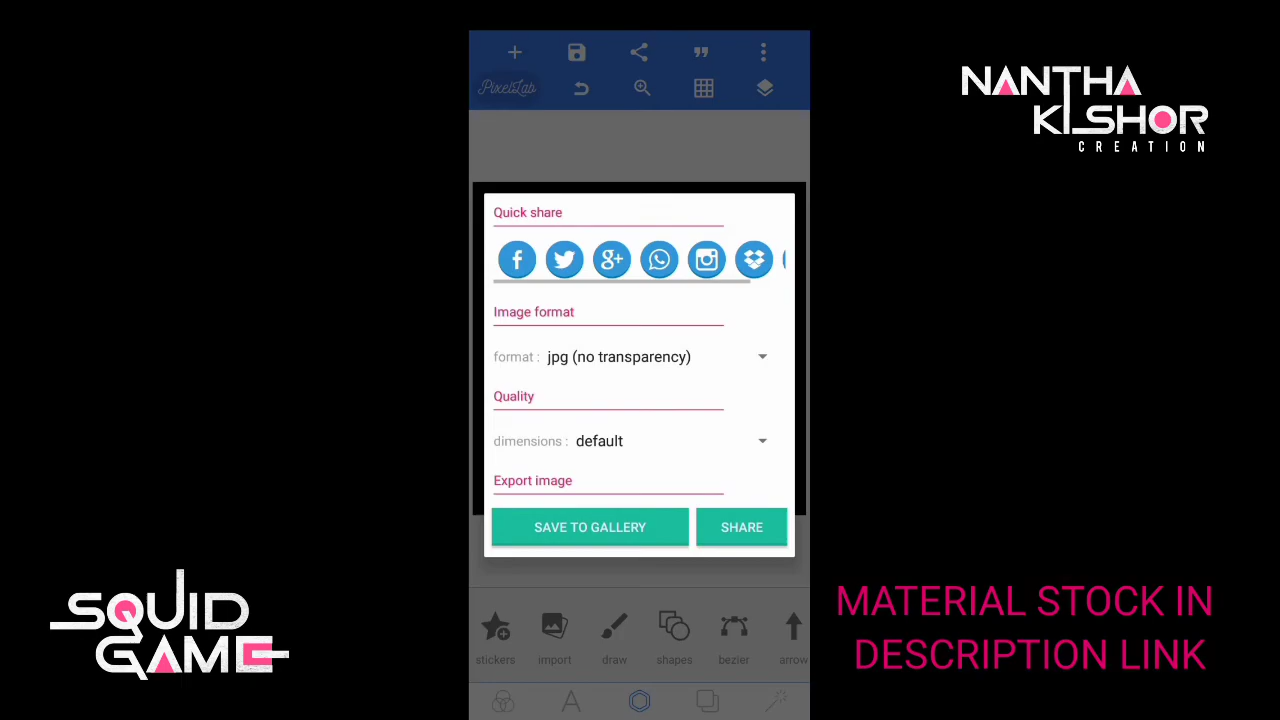 PixelLab
NANTHA
KISHOR
CREATION
Quick share
Image format
format : jpg (no transparency)
Quality
dimensions : default
Export image
SAVE TO GALLERY SHARE
SQUID
GAME
MATERIAL STOCK IN
DESCRIPTION LINK
stickers import draw shapes bezier arrow